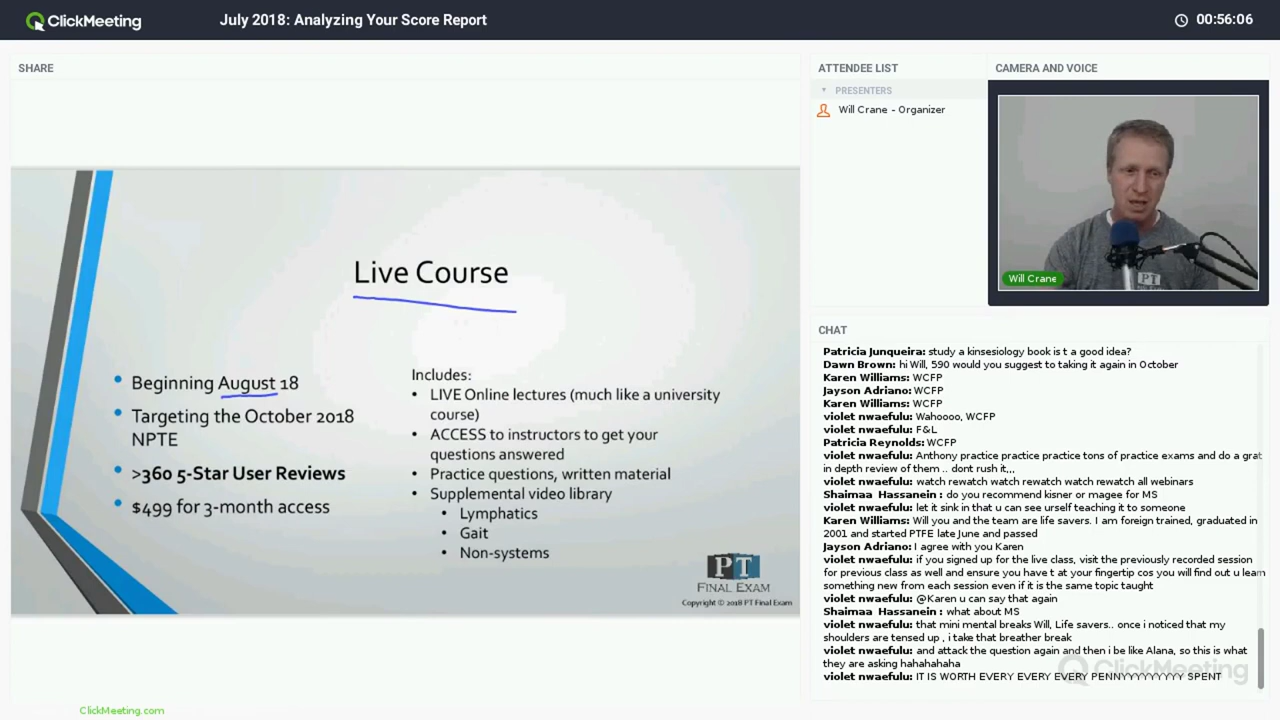 ClickMeeting
July 2018: Analyzing Your Score Report
00:56:06
SHARE
Live Course
Beginning August 18
Targeting the October 2018
NPTE
>360 5-Star User Reviews
$499 for 3-month access
Includes:
LIVE Online lectures (much like a university
course)
ACCESS to instructors to get your
questions answered
Practice questions, written material
Supplemental video library
Lymphatics
Gait
Non-systems
PT
FINAL EXAM
Copyright © 2018 PT Final Exam
ATTENDEE LIST
PRESENTERS
Will Crane - Organizer
CAMERA AND VOICE
PT
Will Crane
CHAT
Patricia Junqueira: study a kinsesiology book is t a good idea?
Dawn Brown: hi Will, 590 would you suggest to taking it again in October
Karen Williams: WCFP
Jayson Adriano: WCFP
Karen Williams: WCFP
violet nwaefulu: Wahoooo, WCFP
violet nwaefulu: F&L
Patricia Reynolds: WCFP
violet nwaefulu: Anthony practice practice practice tons of practice exams and do a grat
in depth review of them .. dont rush it,,,
violet nwaefulu: watch rewatch watch rewatch watch rewatch all webinars
Shaimaa Hassanein : do you recommend kisner or magee for MS
violet nwaefulu: let it sink in that u can see urself teaching it to someone
Karen Williams: Will you and the team are life savers. I am foreign trained, graduated in
2001 and started PTFE late June and passed
Jayson Adriano: I agree with you Karen
violet nwaefulu: if you signed up for the live class, visit the previously recorded session
for previous class as well and ensure you have t at your fingertip cos you will find out u learn
something new from each session even if it is the same topic taught
violet nwaefulu: @Karen u can say that again
Shaimaa Hassanein : what about MS
violet nwaefulu: that mini mental breaks Will, Life savers.. once i noticed that my
shoulders are tensed up , i take that breather break
violet nwaefulu: and attack the question again and then i be like Alana, so this is what
they are asking hahahahaha
violet nwaefulu: IT IS WORTH EVERY EVERY EVERY PENNYYYYYYYYY SPENT
ClickMeeting
ClickMeeting.com